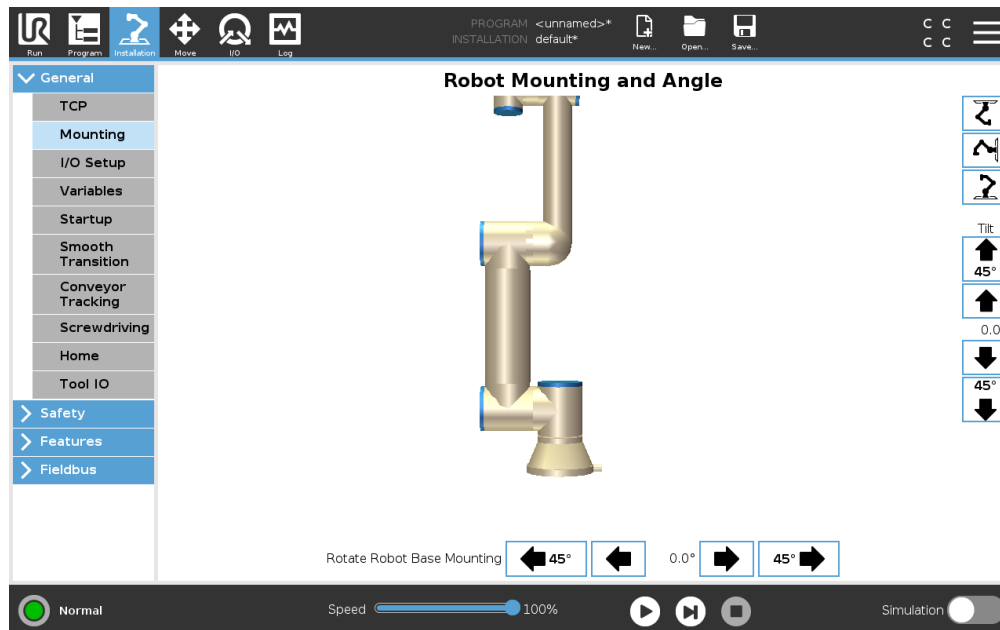 UR
Run
Program
Installation
Move
I/O
Log
PROGRAM <unnamed>*
INSTALLATION default*
New...
Open...
Save...
C C
C C
General
TCP
Mounting
I/O Setup
Variables
Startup
Smooth
Transition
Conveyor
Tracking
Screwdriving
Home
Tool IO
Safety
Features
Fieldbus
Robot Mounting and Angle
Tilt
45°
0.0
45°
Rotate Robot Base Mounting 45° 0.0° 45°
Normal
Speed 100%
Simulation